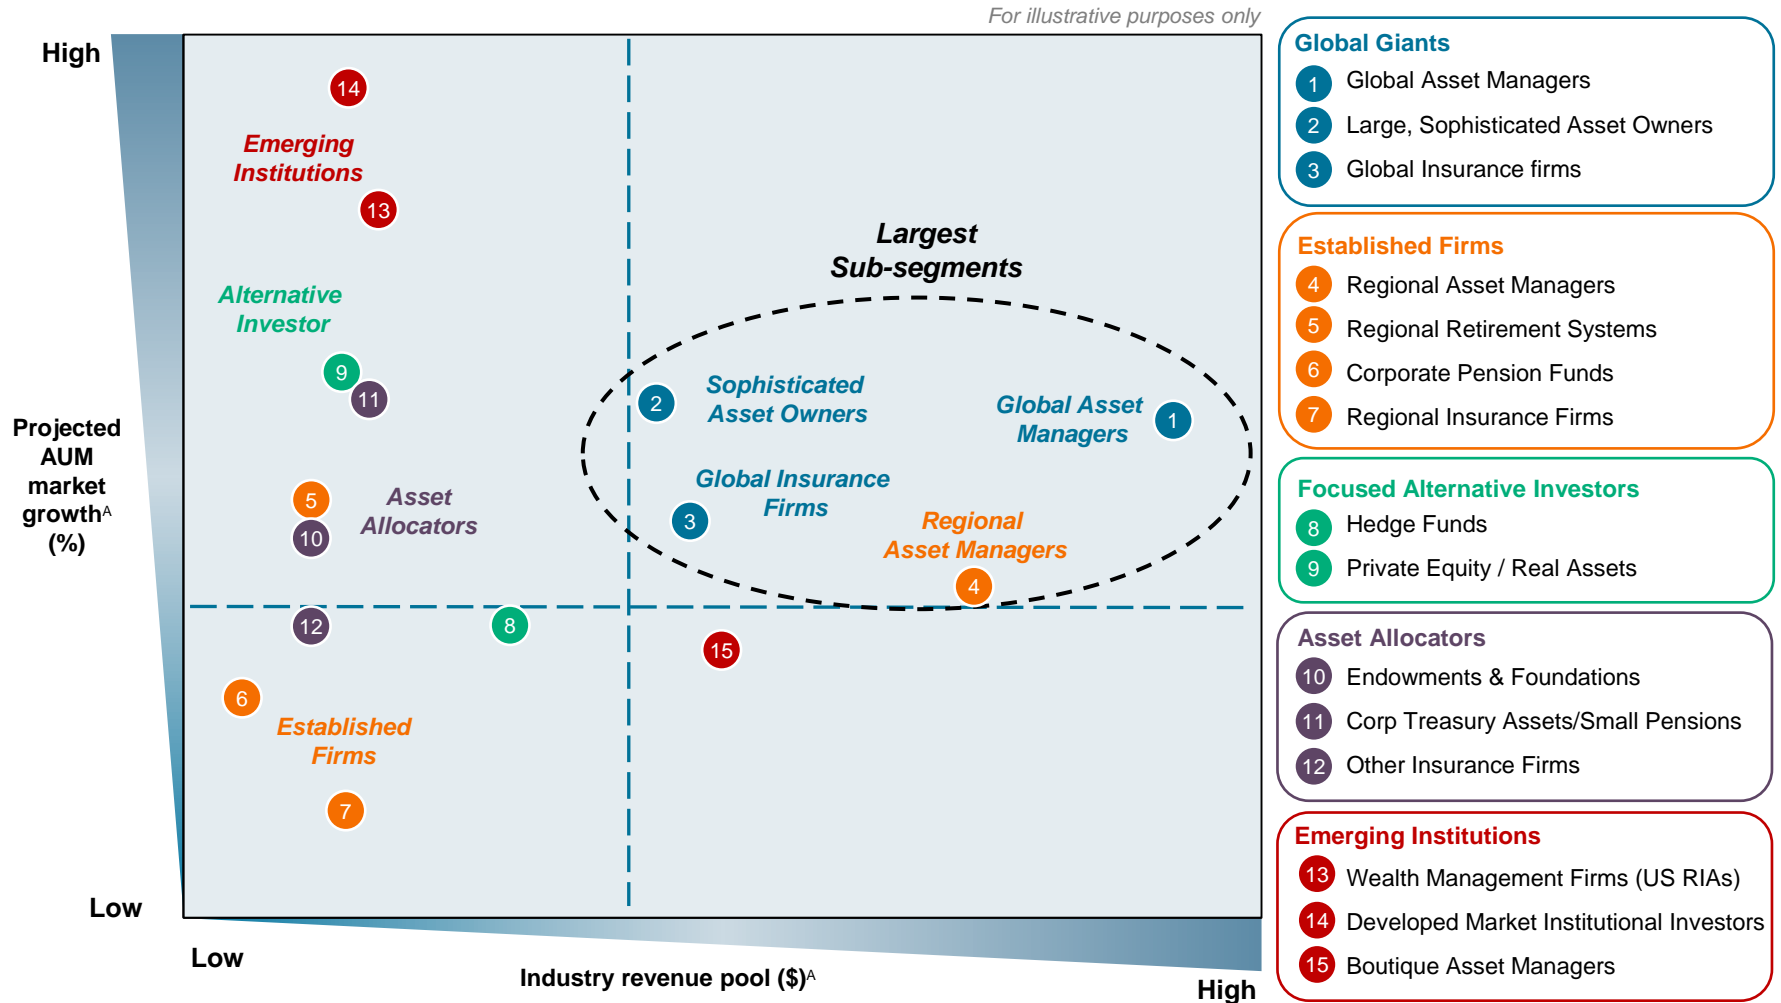 For illustrative purposes only
High
14
Emerging
Institutions
13
Largest
Sub-segments
Alternative
Investor
9
11
2
Sophisticated
Asset Owners
Global Asset
Managers
1
Projected
AUM
market
growthᴬ
(%)
5
10
Asset
Allocators
Global Insurance
Firms
3
Regional
Asset Managers
4
12
8
15
6
Established
Firms
7
Low
Low
Industry revenue pool ($)ᴬ
High
Global Giants
1 Global Asset Managers
2 Large, Sophisticated Asset Owners
3 Global Insurance firms
Established Firms
4 Regional Asset Managers
5 Regional Retirement Systems
6 Corporate Pension Funds
7 Regional Insurance Firms
Focused Alternative Investors
8 Hedge Funds
9 Private Equity / Real Assets
Asset Allocators
10 Endowments & Foundations
11 Corp Treasury Assets/Small Pensions
12 Other Insurance Firms
Emerging Institutions
13 Wealth Management Firms (US RIAs)
14 Developed Market Institutional Investors
15 Boutique Asset Managers